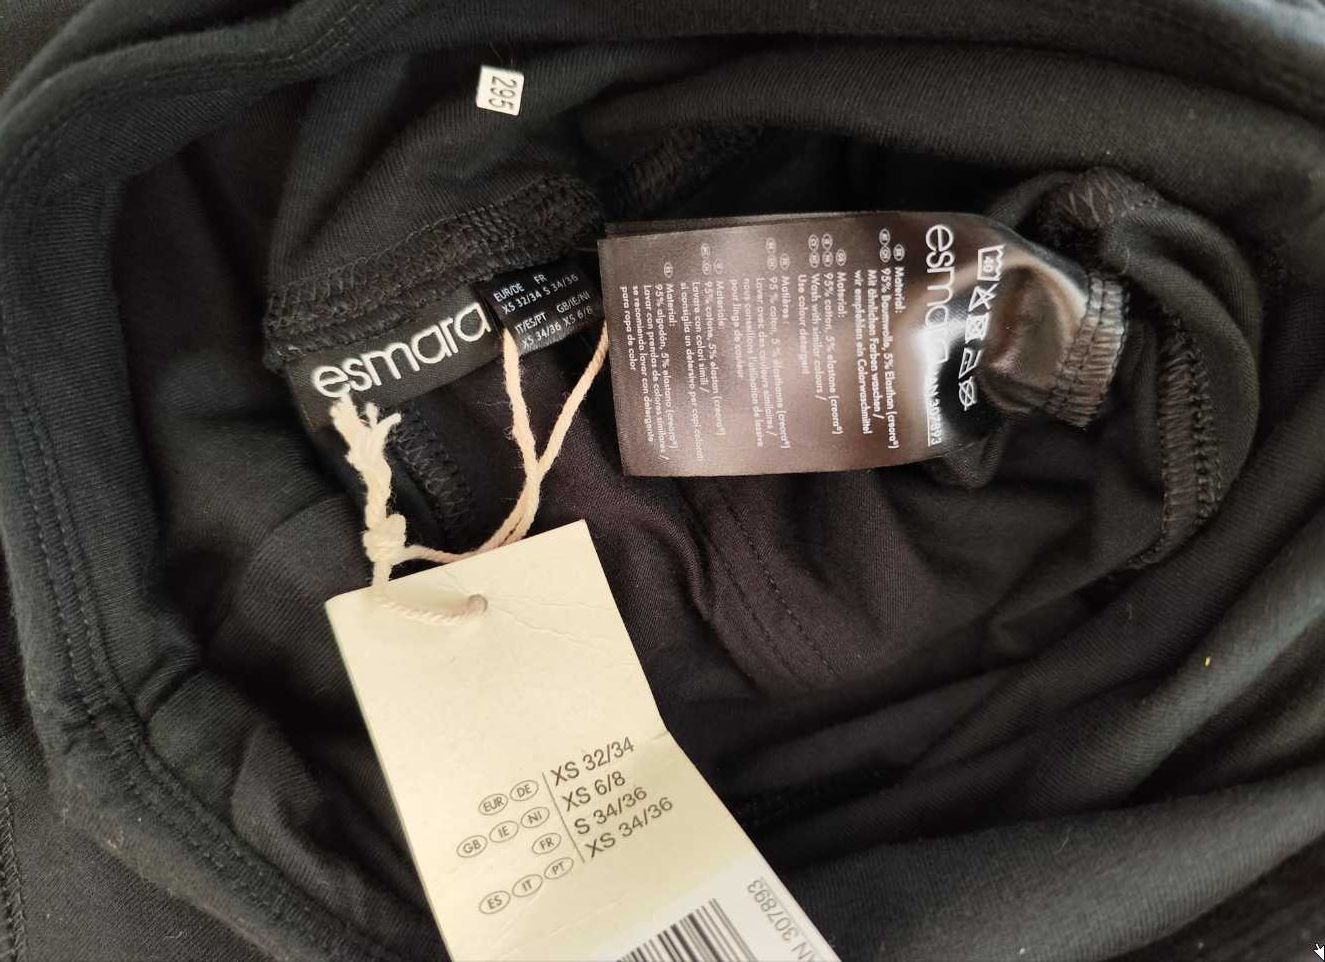 295
esmara
EUR/DE FR
XS 32/34 S 34/36
IT/ES/PT GB/IE/NI
XS 34/36 XS 6/8
esmara
IAN 307893
40
Material:
95% Baumwolle, 5% Elasthan (creora®)
Mit ähnlichen Farben waschen /
wir empfehlen ein Colorwaschmittel
Material:
95% cotton, 5% elastane (creora®)
Wash with similar colours /
Use colour detergent
Matières :
95 % coton, 5 % élasthanne (creora®)
Laver avec des couleurs similaires /
nous conseillons l'utilisation de lessive
pour linge de couleur
Materiale:
95% cotone, 5% elastan (creora®)
Lavare con colori simili /
si consiglia un detersivo per capi colorati
Material:
95% algodón, 5% elastano (creora®)
Lavar con prendas de colores similares /
se recomienda lavar con detergente
para ropa de color
EUR DE XS 32/34
GB IE NI XS 6/8
FR S 34/36
ES IT PT XS 34/36
IAN 307893